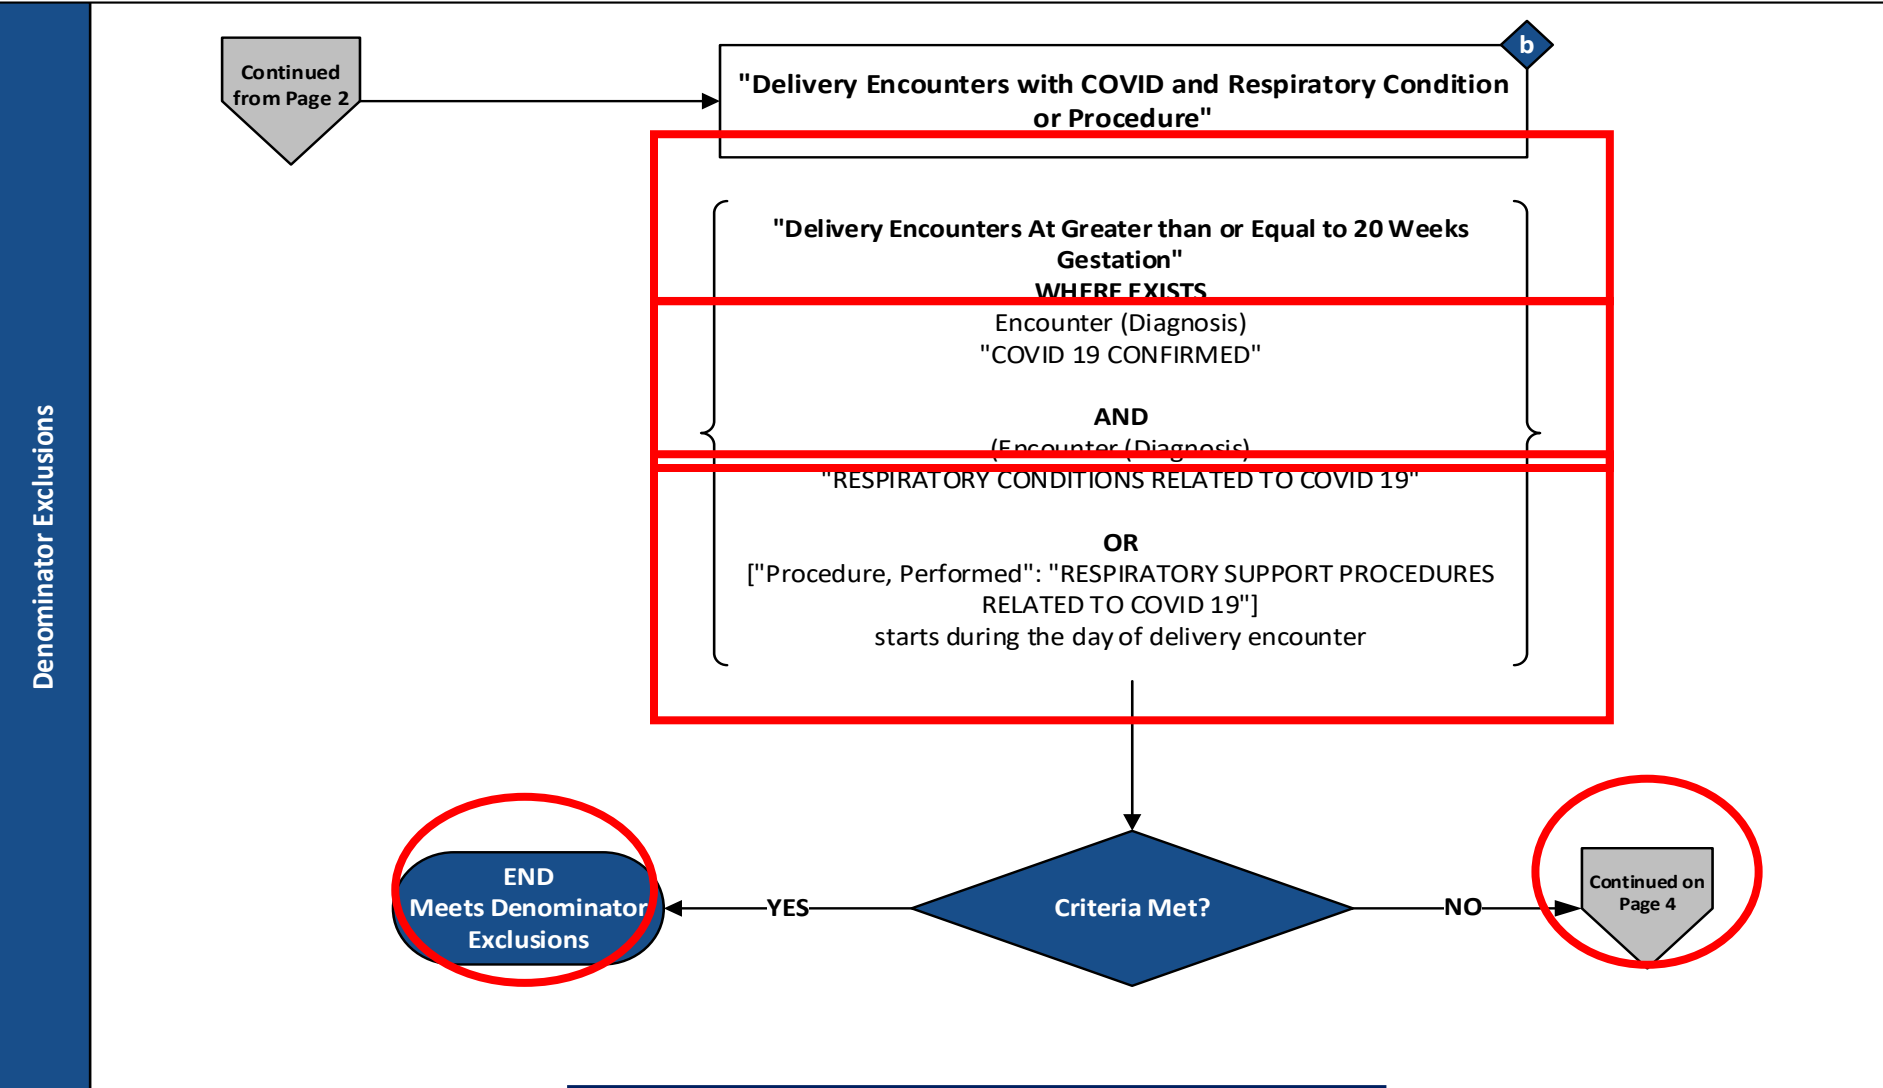 Denominator Exclusions
Continued
from Page 2
b
"Delivery Encounters with COVID and Respiratory Condition
or Procedure"
"Delivery Encounters At Greater than or Equal to 20 Weeks
Gestation"
WHERE EXISTS
Encounter (Diagnosis)
"COVID 19 CONFIRMED"
AND
(Encounter (Diagnosis)
"RESPIRATORY CONDITIONS RELATED TO COVID 19"
OR
["Procedure, Performed": "RESPIRATORY SUPPORT PROCEDURES
RELATED TO COVID 19"]
starts during the day of delivery encounter
END
Meets Denominator
Exclusions
YES
Criteria Met?
NO
Continued on
Page 4